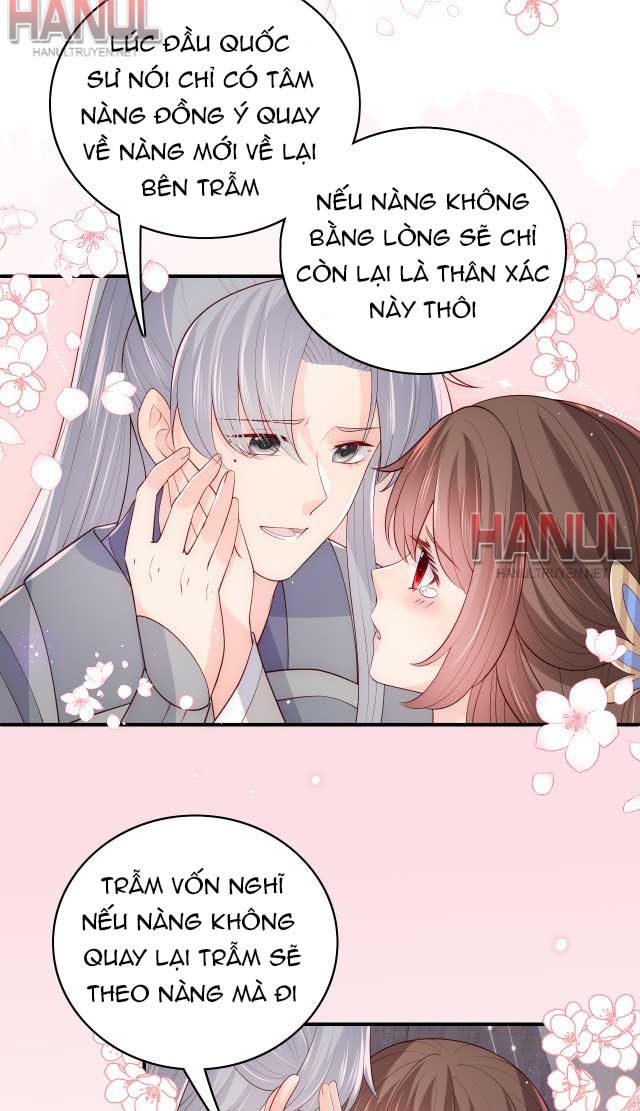 HANUL
HANULTRUYEN.NET
LÚC ĐẦU QUỐC
SƯ NÓI CHỈ CÓ TÂM
NÀNG ĐỒNG Ý QUAY
VỀ NÀNG MỚI VỀ LẠI
BÊN TRẪM
NẾU NÀNG KHÔNG
BẰNG LÒNG SẼ CHỈ
CÒN LẠI LÀ THÂN XÁC
NÀY THÔI
HANUL
HANULTRUYEN.NET
TRẪM VỐN NGHĨ
NẾU NÀNG KHÔNG
QUAY LẠI TRẪM SẼ
THEO NÀNG MÀ ĐI